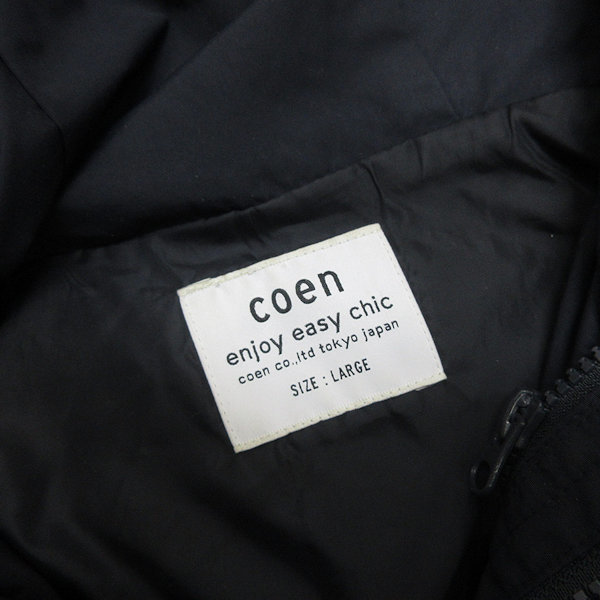 coen
enjoy easy chic
coen co.,ltd tokyo japan
SIZE : LARGE